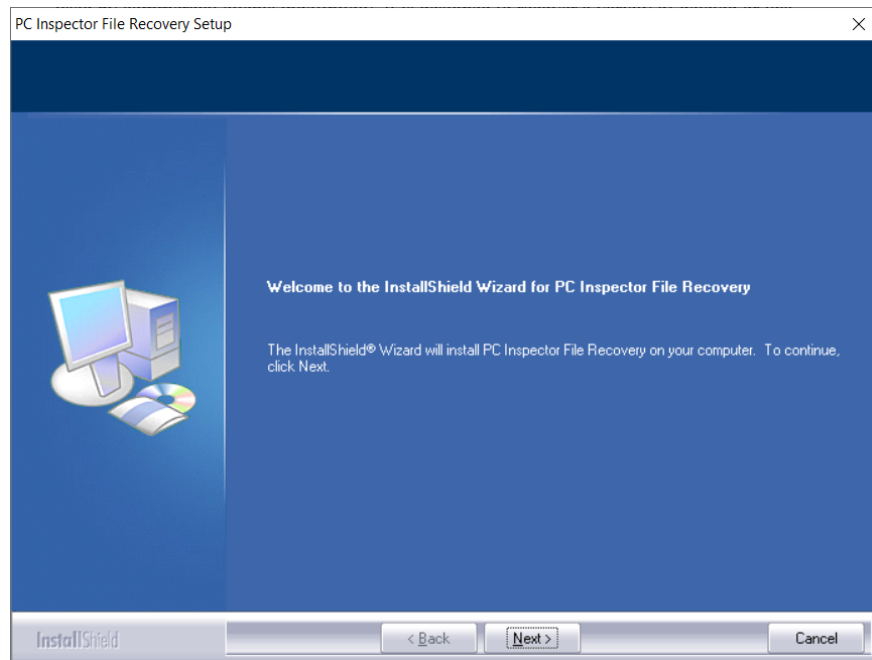 PC Inspector File Recovery Setup
Welcome to the InstallShield Wizard for PC Inspector File Recovery
The InstallShield® Wizard will install PC Inspector File Recovery on your computer. To continue,
click Next.
InstallShield
< Back
Next >
Cancel